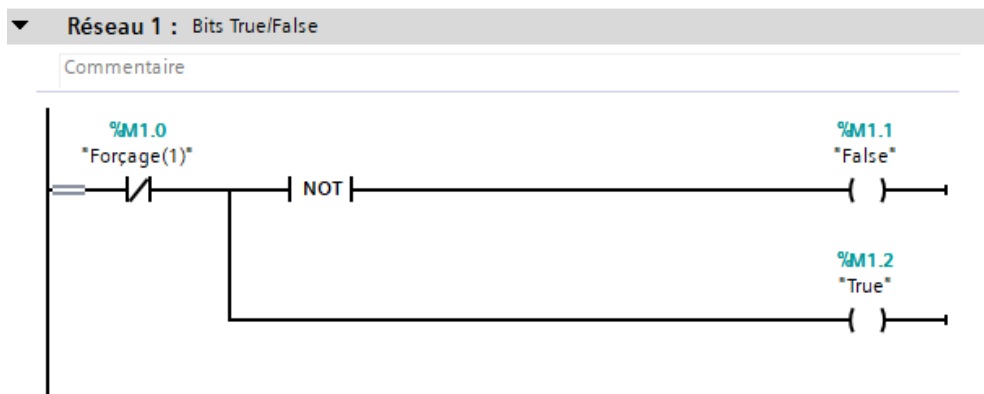 Réseau 1 : Bits True/False
Commentaire
%M1.0
"Forçage(1)"
NOT
%M1.1
"False"
%M1.2
"True"